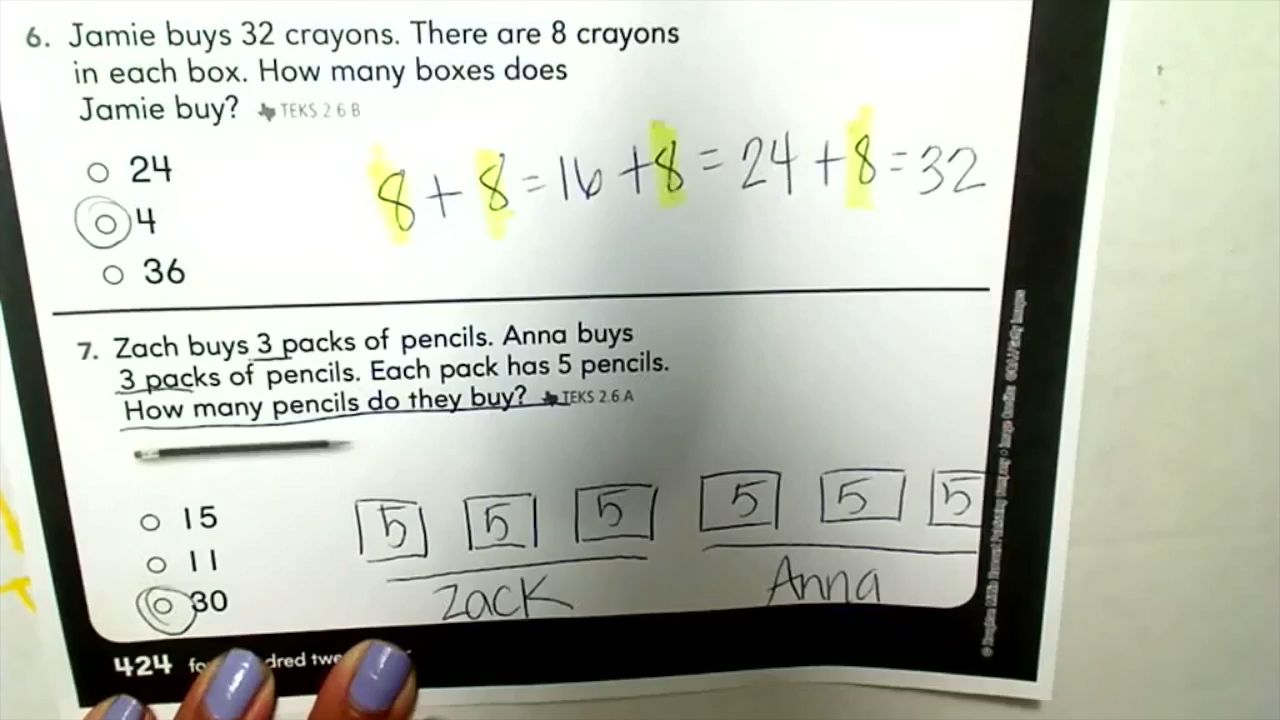 6. Jamie buys 32 crayons. There are 8 crayons
in each box. How many boxes does
Jamie buy? TEKS 2 6 B
24
4
36
8 + 8 = 16 + 8 = 24 + 8 = 32
7. Zach buys 3 packs of pencils. Anna buys
3 packs of pencils. Each pack has 5 pencils.
How many pencils do they buy? TEKS 2.6.A
15
11
30
5 5 5 5 5 5
Zack Anna
424